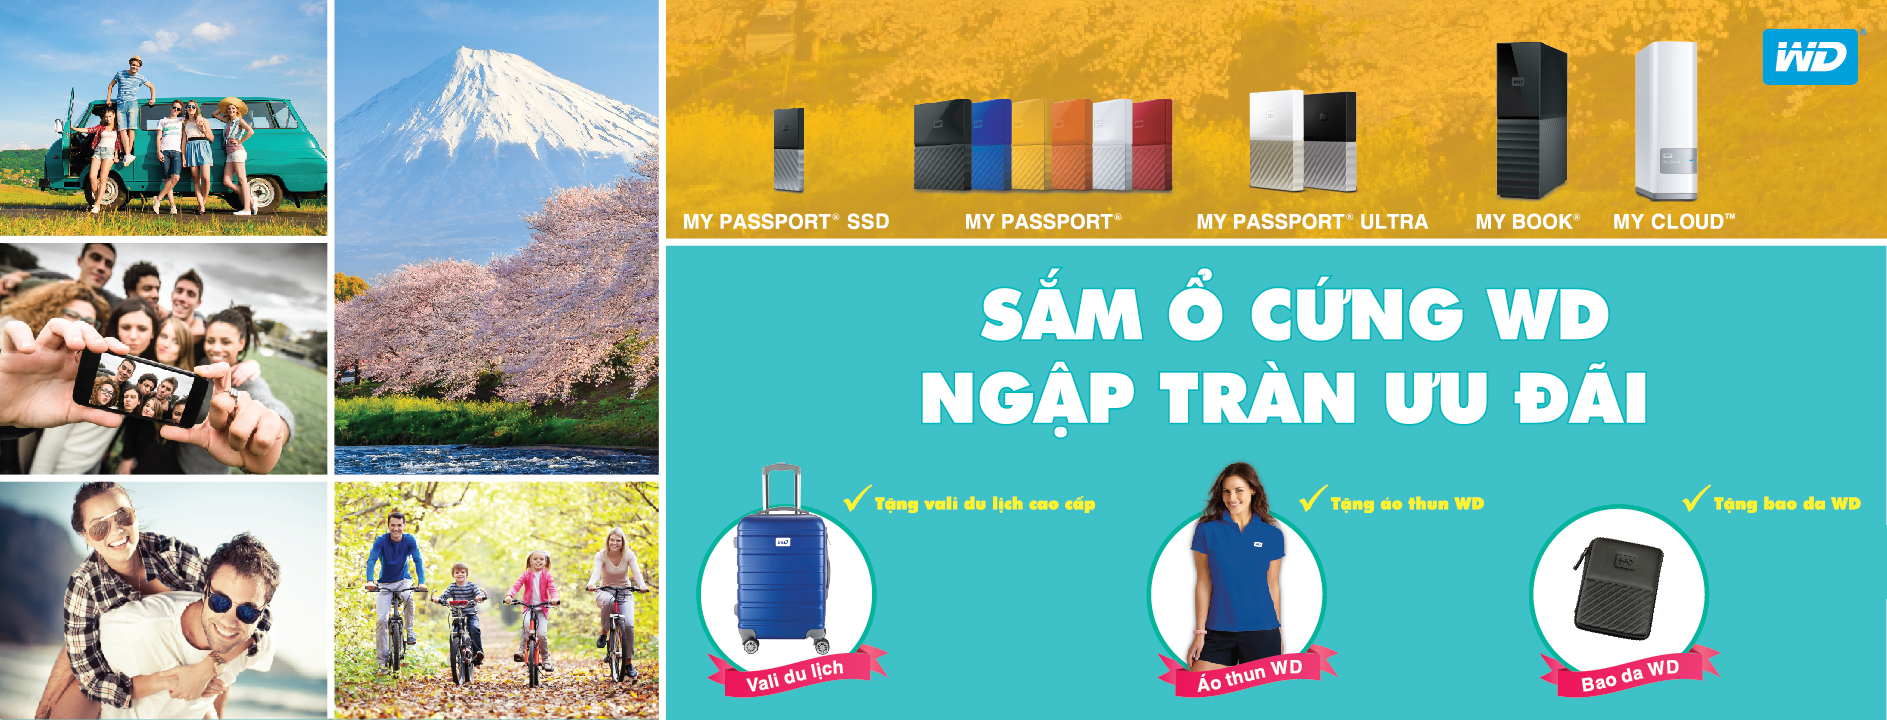 WD
MY PASSPORT® SSD
MY PASSPORT®
MY PASSPORT® ULTRA
MY BOOK®
MY CLOUD™
SẮM Ổ CỨNG WD
NGẬP TRÀN ƯU ĐÃI
Tặng vali du lịch cao cấp
Tặng áo thun WD
Tặng bao da WD
Vali du lịch
Áo thun WD
Bao da WD